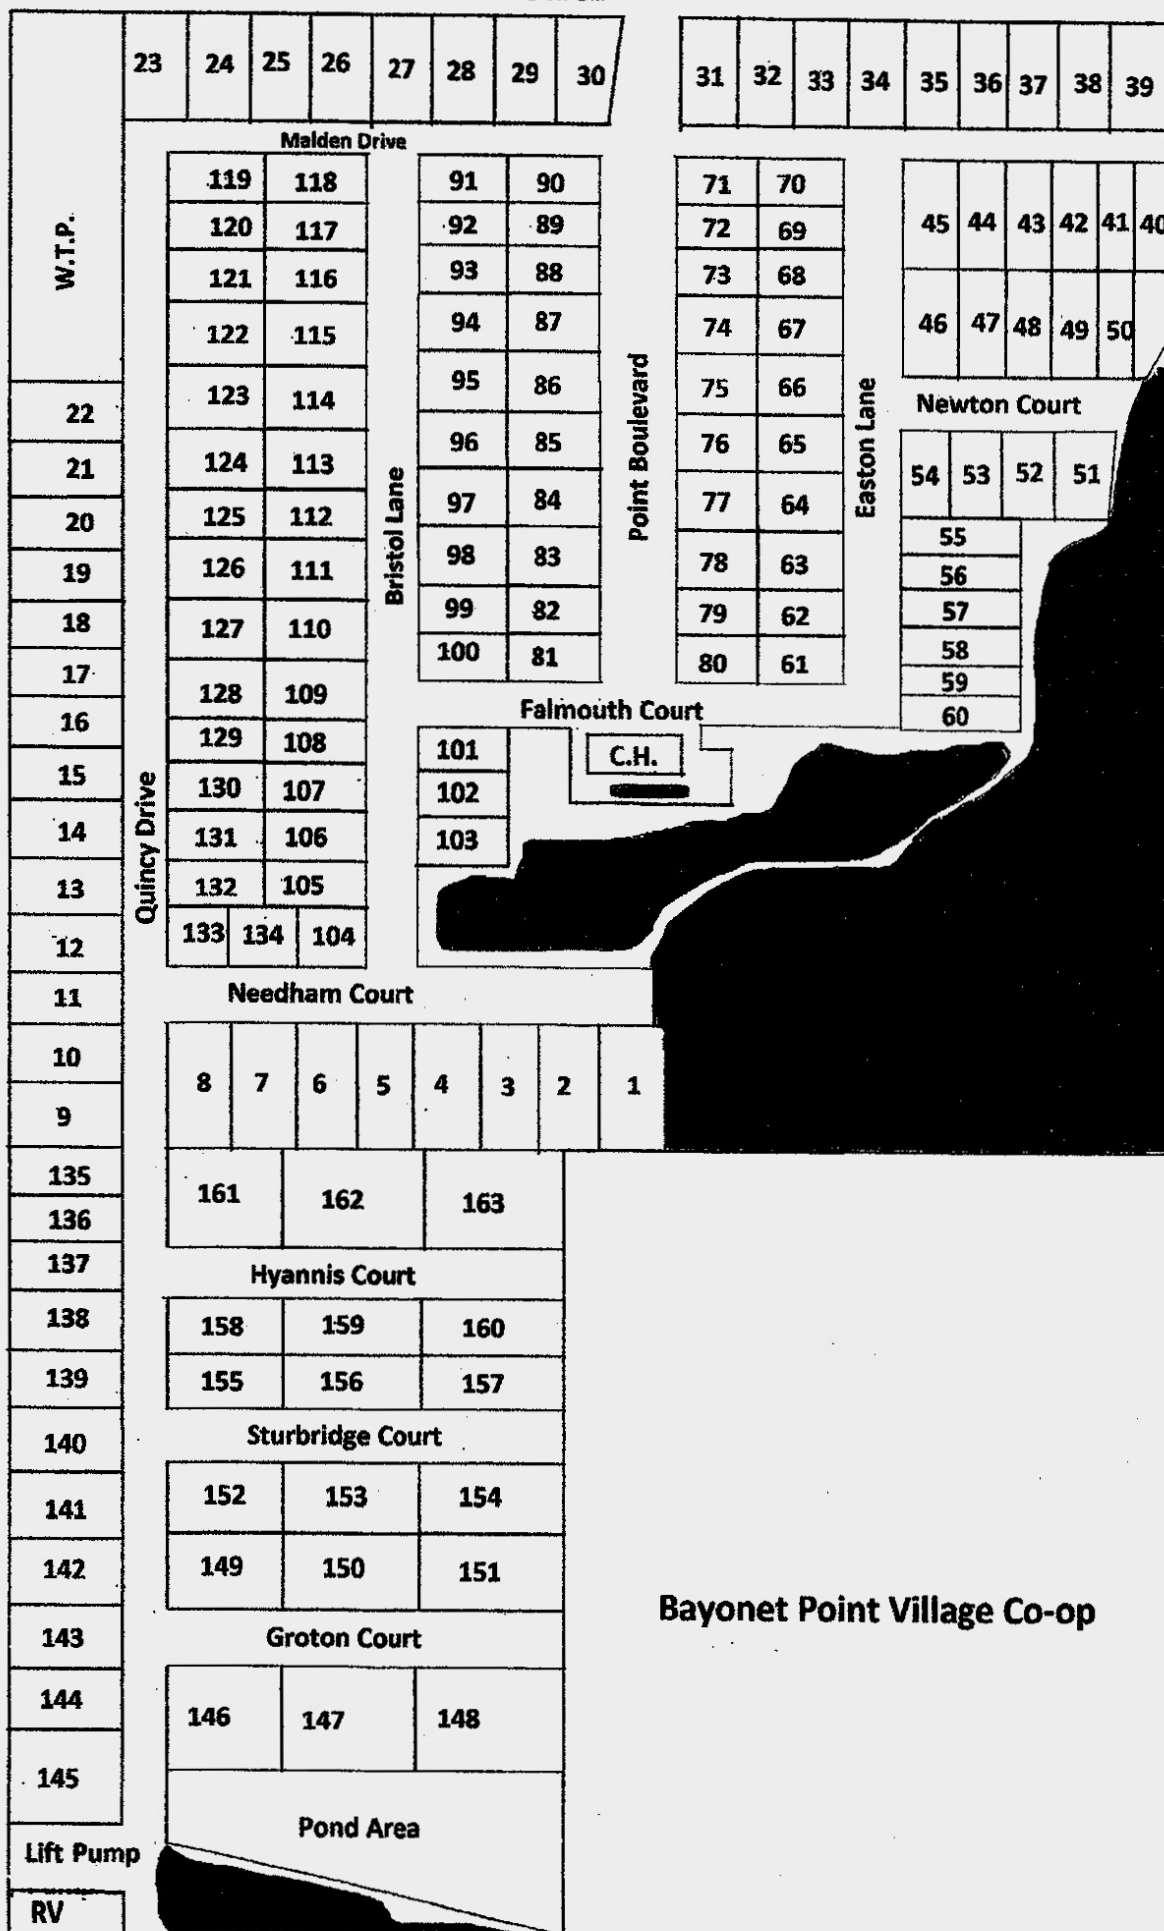 23 24 25 26 27 28 29 30 31 32 33 34 35 36 37 38 39
Malden Drive
W.T.P.
119 118 91 90 71 70
120 117 92 89 72 69
45 44 43 42 41 40
121 116 93 88 73 68
122 115 94 87 74 67
46 47 48 49 50
123 114 95 86 75 66
Newton Court
22
Point Boulevard
Easton Lane
96 85 76 65
21 124 113
54 53 52 51
Bristol Lane
97 84 77 64
20 125 112
55
98 83 78 63
19 126 111
56
99 82 79 62
57
18 127 110
100 81 80 61
58
17
59
128 109
Falmouth Court
60
16
129 108
101
C.H.
15
130 107
102
Quincy Drive
14 131 106
103
13 132 105
12 133 134 104
11
Needham Court
10
8 7 6 5 4 3 2 1
9
135
161 162 163
136
137
Hyannis Court
138
158 159 160
139 155 156 157
140
Sturbridge Court
152 153 154
141
142 149 150 151
Bayonet Point Village Co-op
143
Groton Court
144
146 147 148
145
Pond Area
Lift Pump
RV